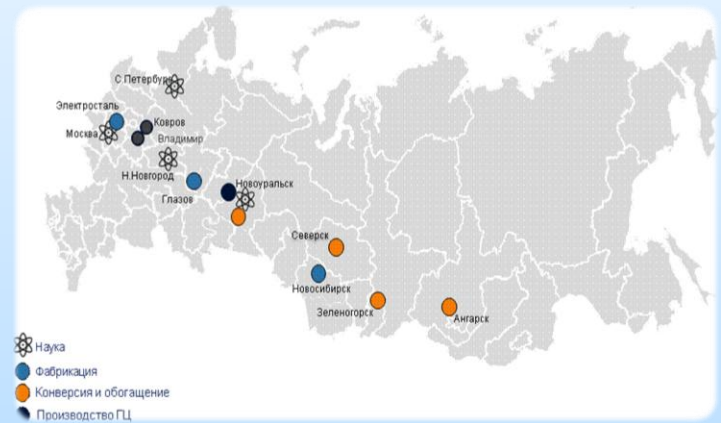 С.Петербург
Электросталь
Ковров
Москва
Владимир
Н.Новгород
Новоуральск
Глазов
Северск
Новосибирск
Зеленогорск
Ангарск
Наука
Фабрикация
Конверсия и обогащение
Производство ГЦ